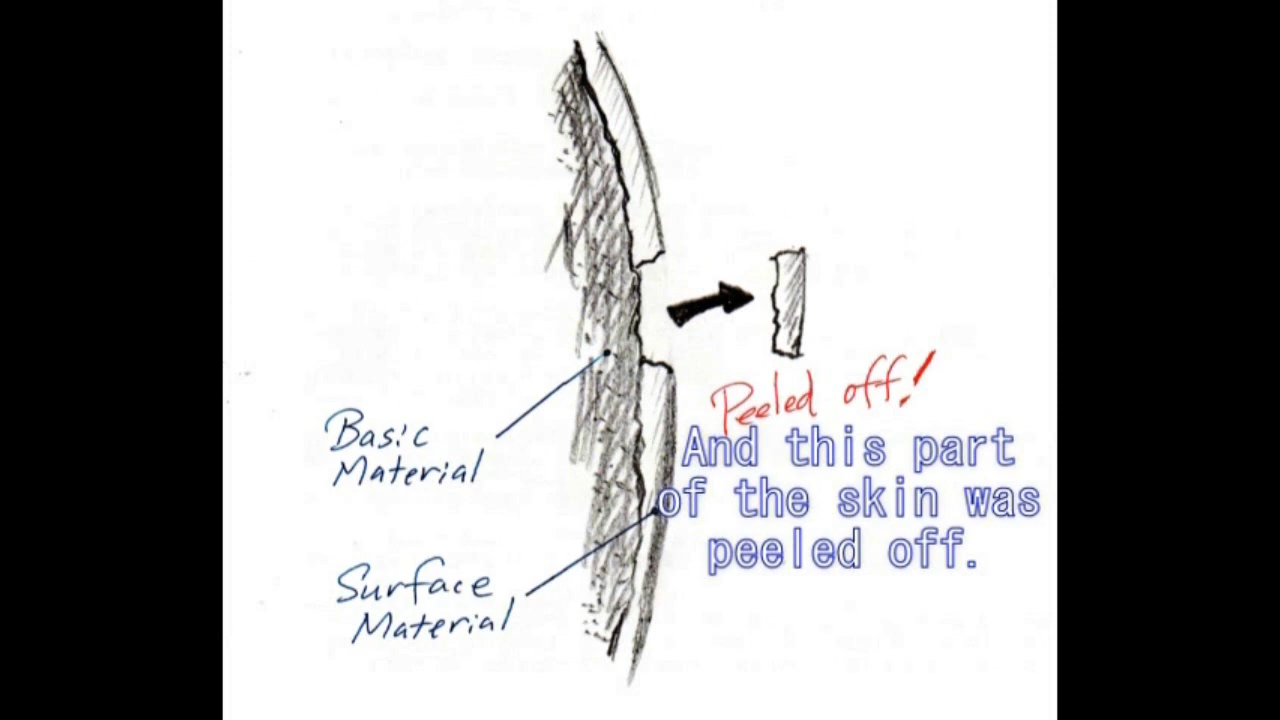 Peeled off!
Basic
Material
And this part
of the skin was
peeled off.
Surface
Material